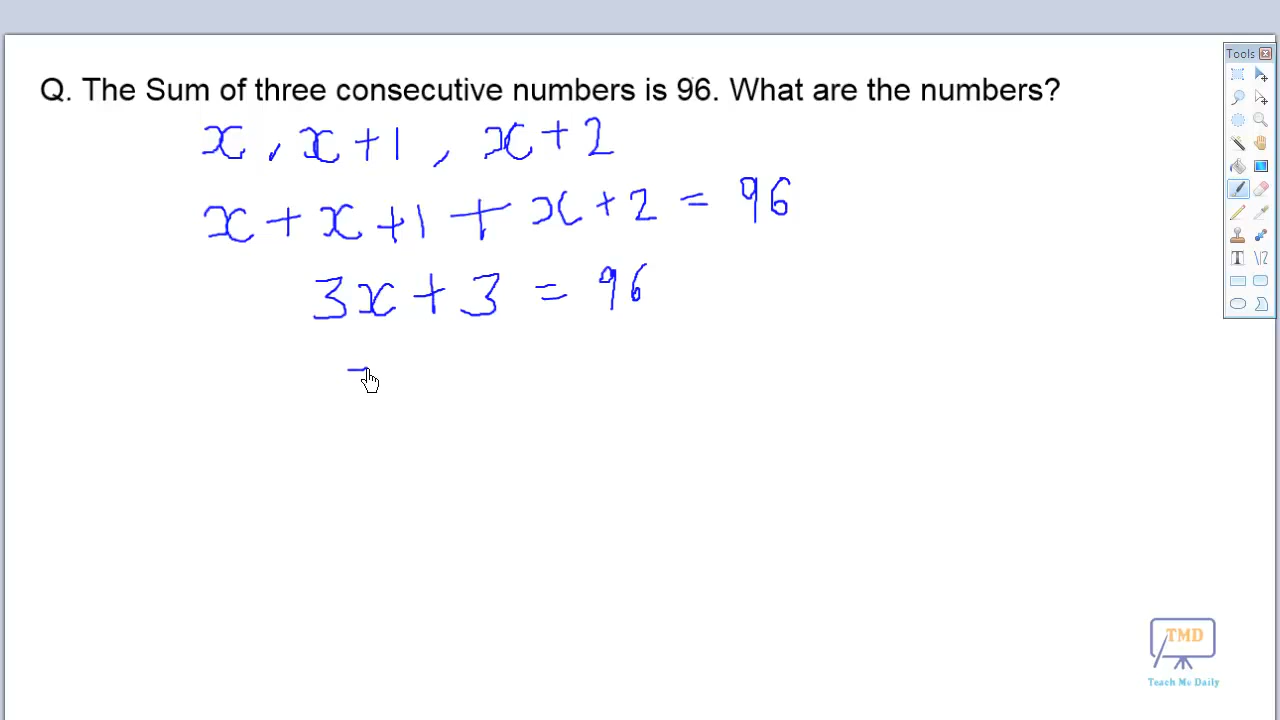 Tools
Q. The Sum of three consecutive numbers is 96. What are the numbers?
x, x+1, x+2
x + x +1 + x +2 = 96
3x + 3 = 96
TMD
Teach Me Daily